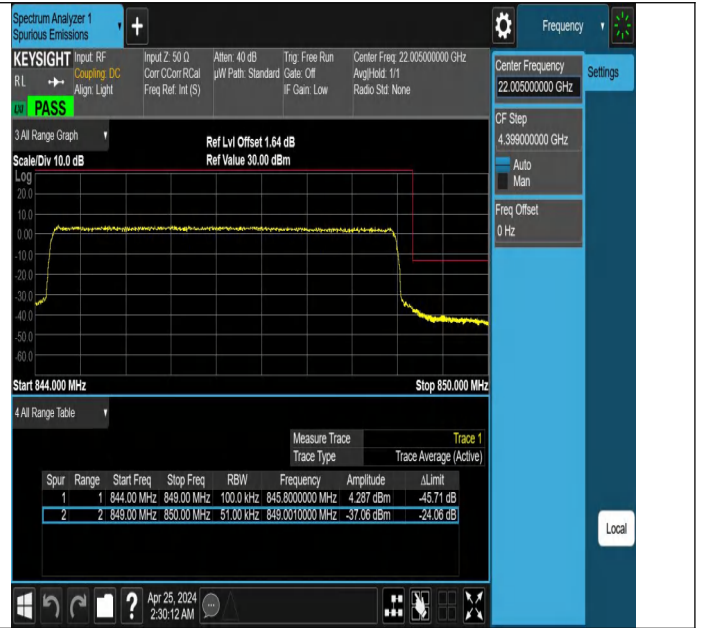 Spectrum Analyzer 1
Spurious Emissions
Frequency
KEYSIGHT Input: RF Input Z: 50 Ω Atten: 40 dB Trig: Free Run Center Freq: 22.005000000 GHz
RL Coupling: DC Corr CCorr RCal µW Path: Standard Gate: Off Avg|Hold: 1/1
Align: Light Freq Ref: Int (S) IF Gain: Low Radio Std: None
PASS
Center Frequency
22.005000000 GHz
Settings
CF Step
4.399000000 GHz
Auto
Man
Freq Offset
0 Hz
3 All Range Graph
Ref Lvl Offset 1.64 dB
Scale/Div 10.0 dB Ref Value 30.00 dBm
Log
20.0
10.0
0.00
-10.0
-20.0
-30.0
-40.0
-50.0
-60.0
Start 844.000 MHz Stop 850.000 MHz
4 All Range Table
Measure Trace Trace 1
Trace Type Trace Average (Active)
Spur Range Start Freq Stop Freq RBW Frequency Amplitude ΔLimit
1 1 844.00 MHz 849.00 MHz 100.0 kHz 845.8000000 MHz 4.287 dBm -45.71 dB
2 2 849.00 MHz 850.00 MHz 51.00 kHz 849.0010000 MHz -37.06 dBm -24.06 dB
Local
Apr 25, 2024
2:30:12 AM